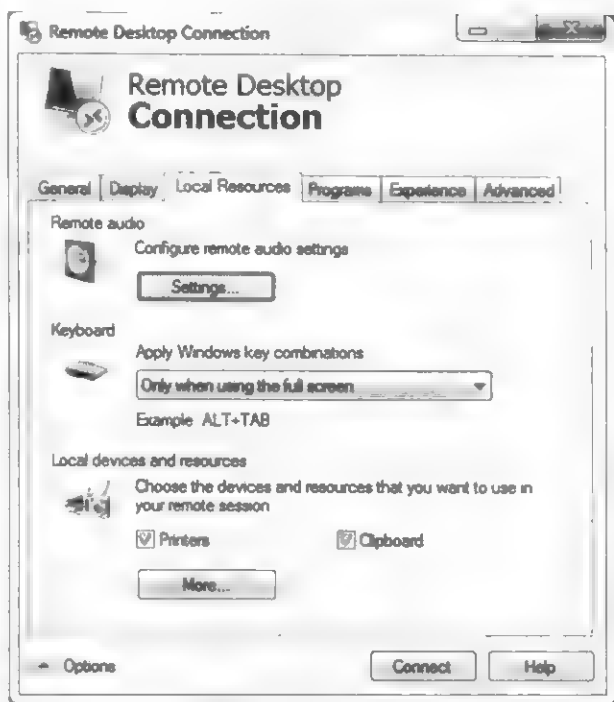 Remote Desktop Connection
Remote Desktop
Connection
General Display Local Resources Programs Experience Advanced
Remote audio
Configure remote audio settings
Settings...
Keyboard
Apply Windows key combinations
Only when using the full screen
Example ALT+TAB
Local devices and resources
Choose the devices and resources that you want to use in
your remote session
Printers Clipboard
More...
Options Connect Help